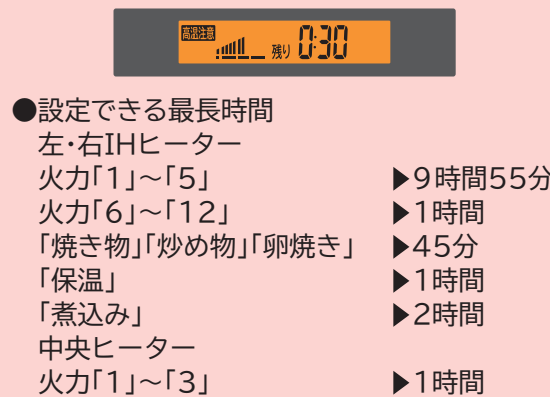 高温注意
残り 0:30
●設定できる最長時間
左・右IHヒーター
火力「1」～「5」 ▶9時間55分
火力「6」～「12」 ▶1時間
「焼き物」「炒め物」「卵焼き」 ▶45分
「保温」 ▶1時間
「煮込み」 ▶2時間
中央ヒーター
火力「1」～「3」 ▶1時間